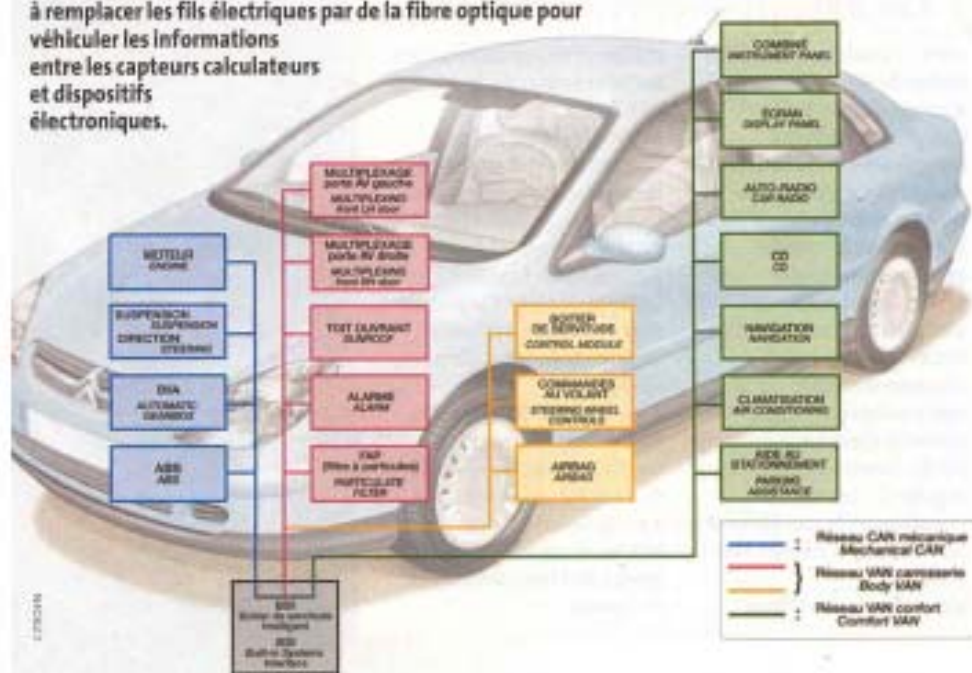 à remplacer les fils électriques par de la fibre optique pour
véhiculer les informations
entre les capteurs calculateurs
et dispositifs
électroniques.
COMBINÉ
INSTRUMENT PANEL
ÉCRAN
DISPLAY PANEL
AUTO-RADIO
CAR RADIO
CD
CD
NAVIGATION
NAVIGATION
CLIMATISATION
AIR CONDITIONING
AIDE AU
STATIONNEMENT
PARKING
ASSISTANCE
MULTIPLEXAGE
porte AV gauche
MULTIPLEXING
front LH door
MULTIPLEXAGE
porte AV droite
MULTIPLEXING
front RH door
TOIT OUVRANT
SUNROOF
ALARME
ALARM
FAP
(filtre à particules)
PARTICULATE
FILTER
MOTEUR
ENGINE
SUSPENSION
SUSPENSION
DIRECTION
STEERING
BVA
AUTOMATIC
GEARBOX
ABS
ABS
BOITIER
DE SERVITUDE
CONTROL MODULE
COMMANDES
AU VOLANT
STEERING WHEEL
CONTROLS
AIRBAG
AIRBAG
BSI
Boitier de servitude
intelligent
BSI
Built-in Systems
Interface
Réseau CAN mécanique
Mechanical CAN
Réseau VAN carrosserie
Body VAN
Réseau VAN confort
Comfort VAN